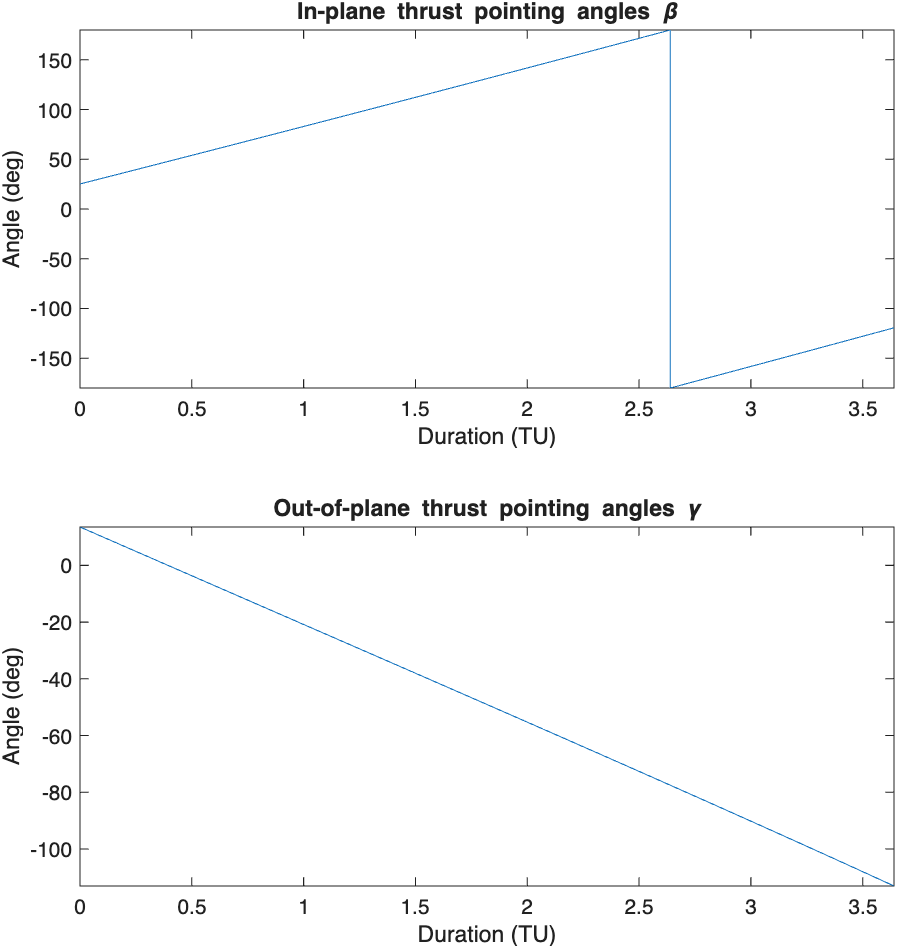 In-plane thrust pointing angles β
150
100
50
0
-50
-100
-150
Angle (deg)
0 0.5 1 1.5 2 2.5 3 3.5
Duration (TU)
Out-of-plane thrust pointing angles γ
0
-20
-40
-60
-80
-100
Angle (deg)
0 0.5 1 1.5 2 2.5 3 3.5
Duration (TU)